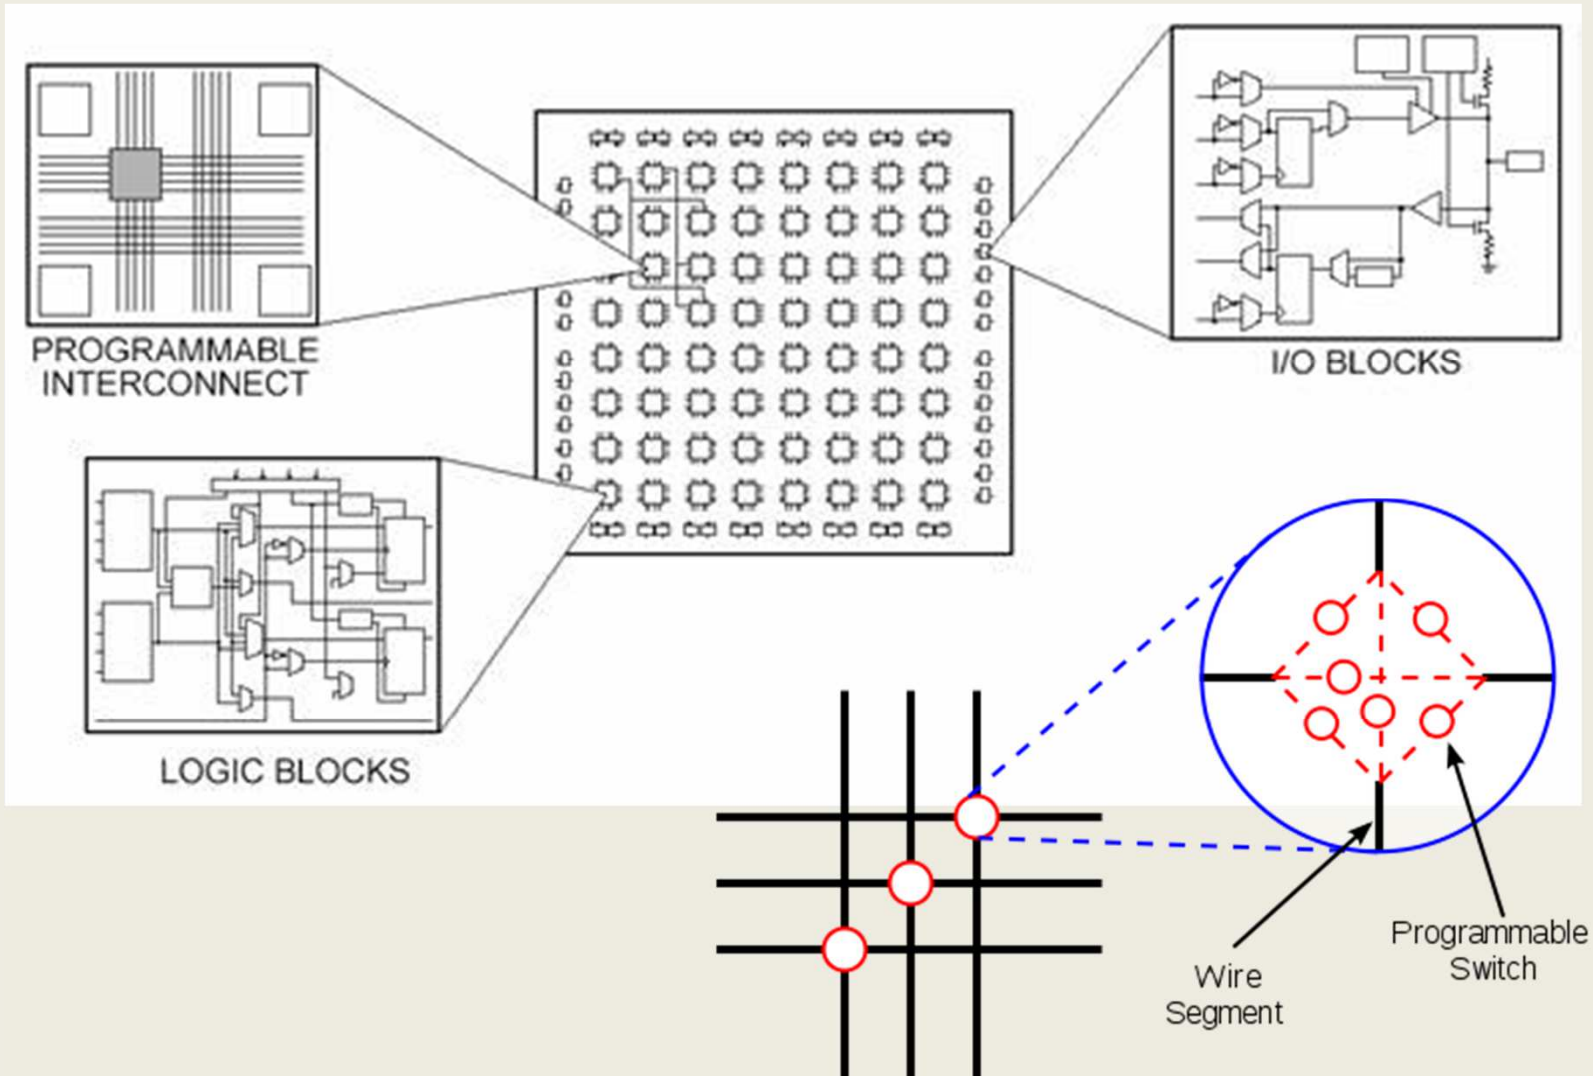 PROGRAMMABLE
INTERCONNECT
I/O BLOCKS
LOGIC BLOCKS
Programmable
Switch
Wire
Segment